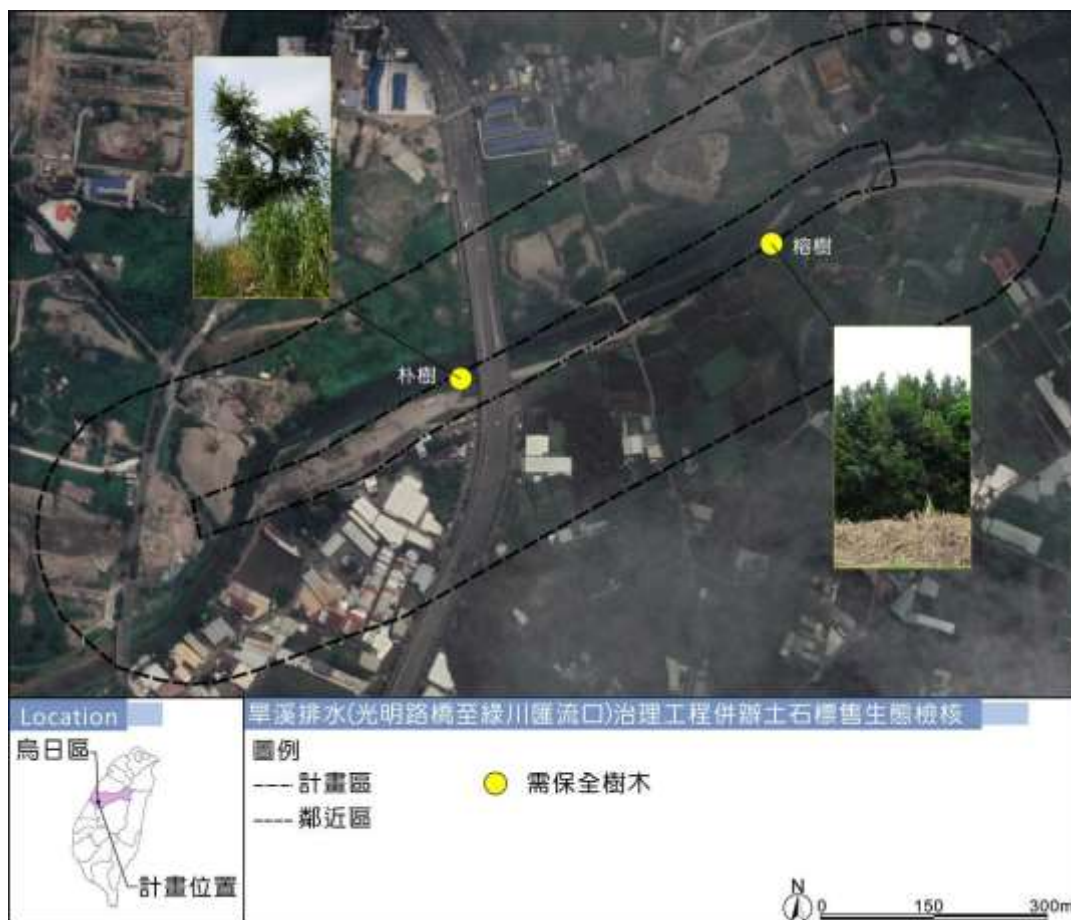 榕樹
朴樹
Location
旱溪排水(光明路橋至綠川匯流口)治理工程併辦土石標售生態檢核
烏日區
圖例
計畫區
需保全樹木
鄰近區
計畫位置
N
0 150 300m